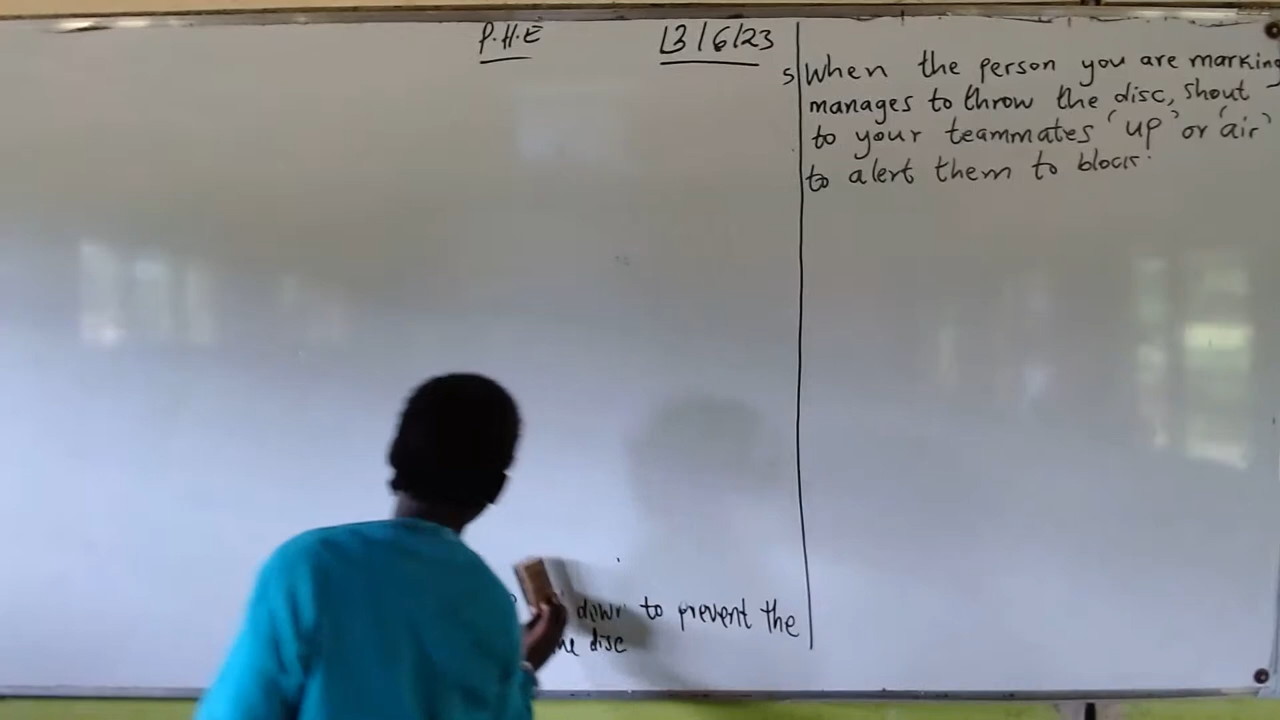 P.H.E 13/6/23
down to prevent the
the disc
5 When the person you are marking
manages to throw the disc, shout
to your teammates 'up' or 'air'
to alert them to block.